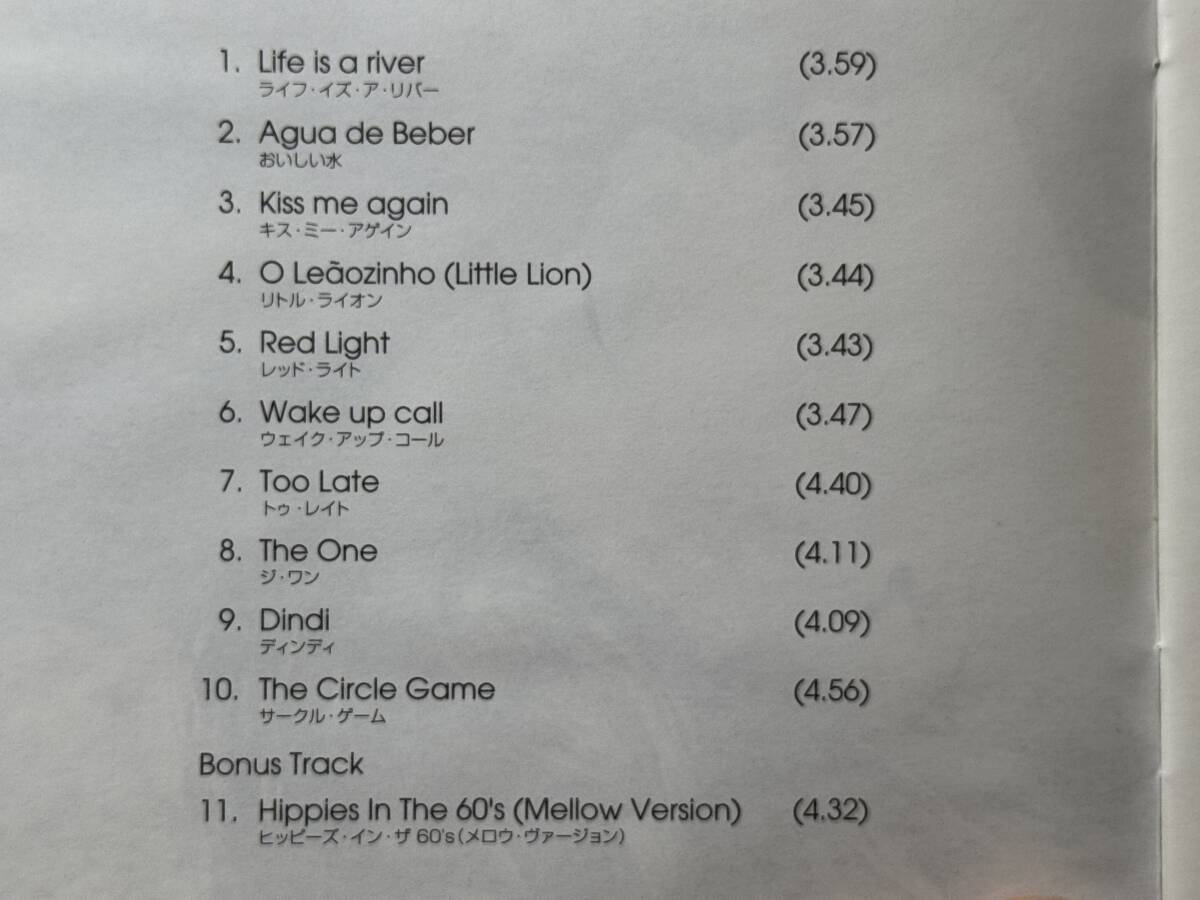 1. Life is a river (3.59)
ライフ・イズ・ア・リバー
2. Agua de Beber (3.57)
おいしい水
3. Kiss me again (3.45)
キス・ミー・アゲイン
4. O Leãozinho (Little Lion) (3.44)
リトル・ライオン
5. Red Light (3.43)
レッド・ライト
6. Wake up call (3.47)
ウェイク・アップ・コール
7. Too Late (4.40)
トゥ・レイト
8. The One (4.11)
ジ・ワン
9. Dindi (4.09)
ディンディ
10. The Circle Game (4.56)
サークル・ゲーム
Bonus Track
11. Hippies In The 60's (Mellow Version) (4.32)
ヒッピーズ・イン・ザ 60's（メロウ・ヴァージョン）